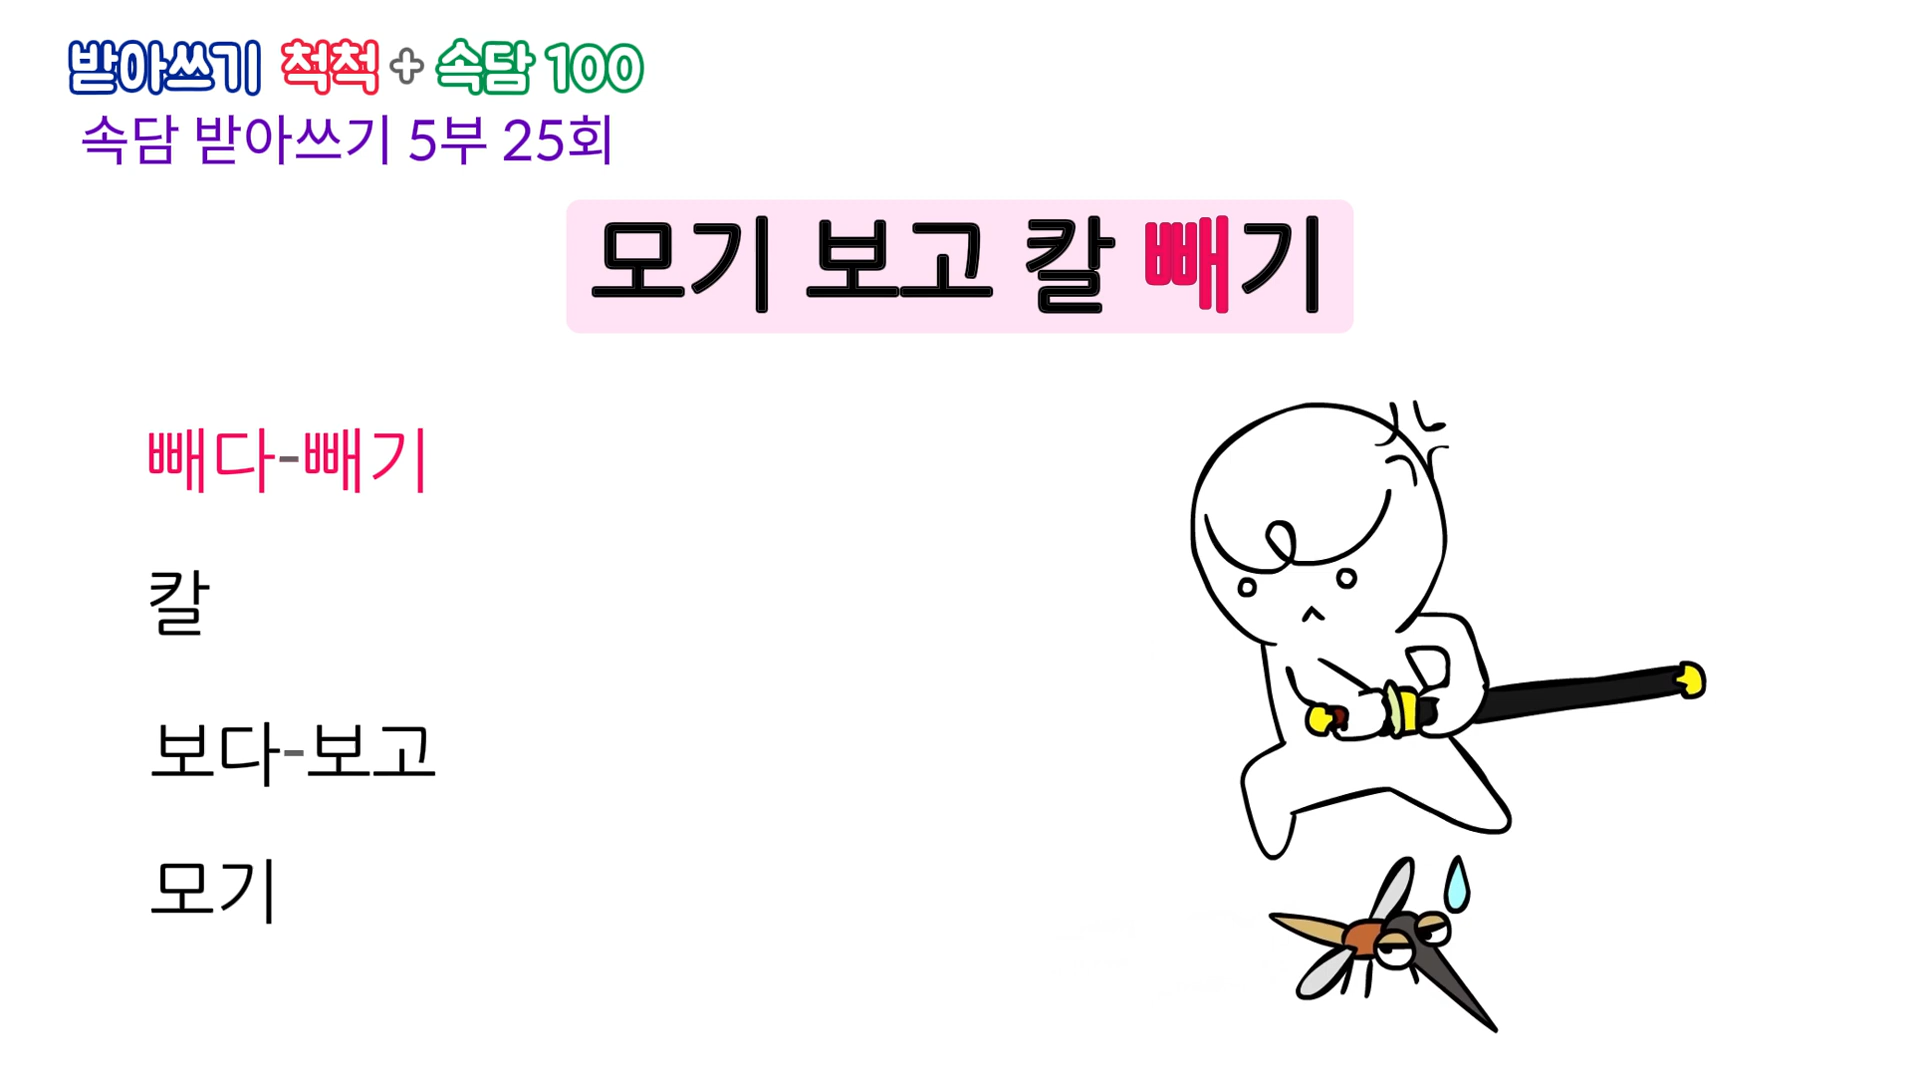 받아쓰기 척척 + 속담 100
속담 받아쓰기 5부 25회
모기 보고 칼 빼기
빼다-빼기
칼
보다-보고
모기